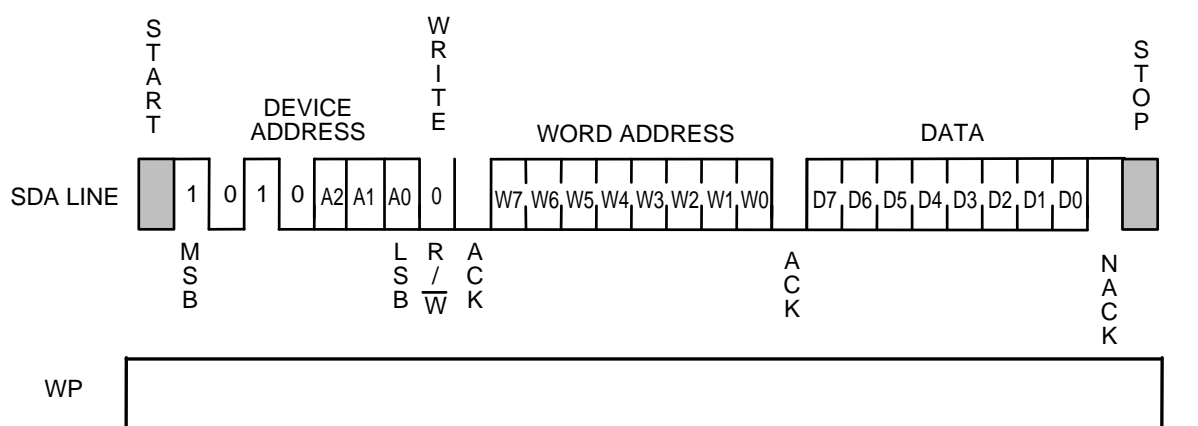 START
WRITE
STOP
DEVICE
ADDRESS
WORD ADDRESS
DATA
SDA LINE
1 0 1 0 A2 A1 A0 0 W7 W6 W5 W4 W3 W2 W1 W0 D7 D6 D5 D4 D3 D2 D1 D0
MSB
LSB
R/W̅
ACK
ACK
NACK
WP